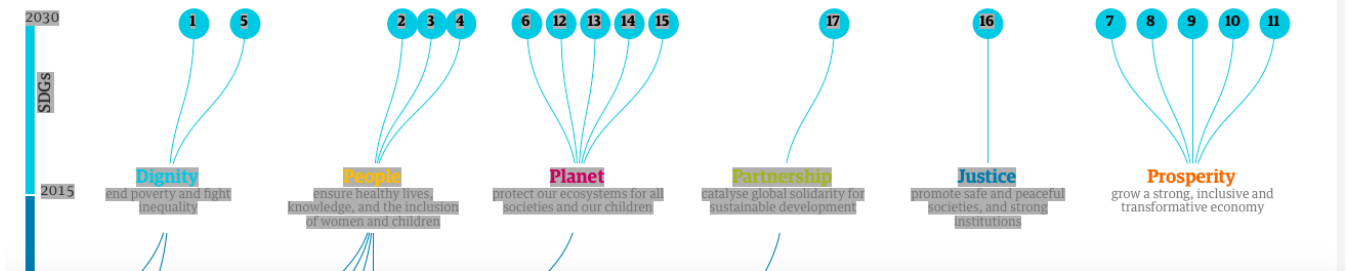 2030
1
5
2
3
4
6
12
13
14
15
17
16
7
8
9
10
11
SDGs
2015
Dignity
end poverty and fight
inequality
People
ensure healthy lives,
knowledge, and the inclusion
of women and children
Planet
protect our ecosystems for all
societies and our children
Partnership
catalyse global solidarity for
sustainable development
Justice
promote safe and peaceful
societies, and strong
institutions
Prosperity
grow a strong, inclusive and
transformative economy